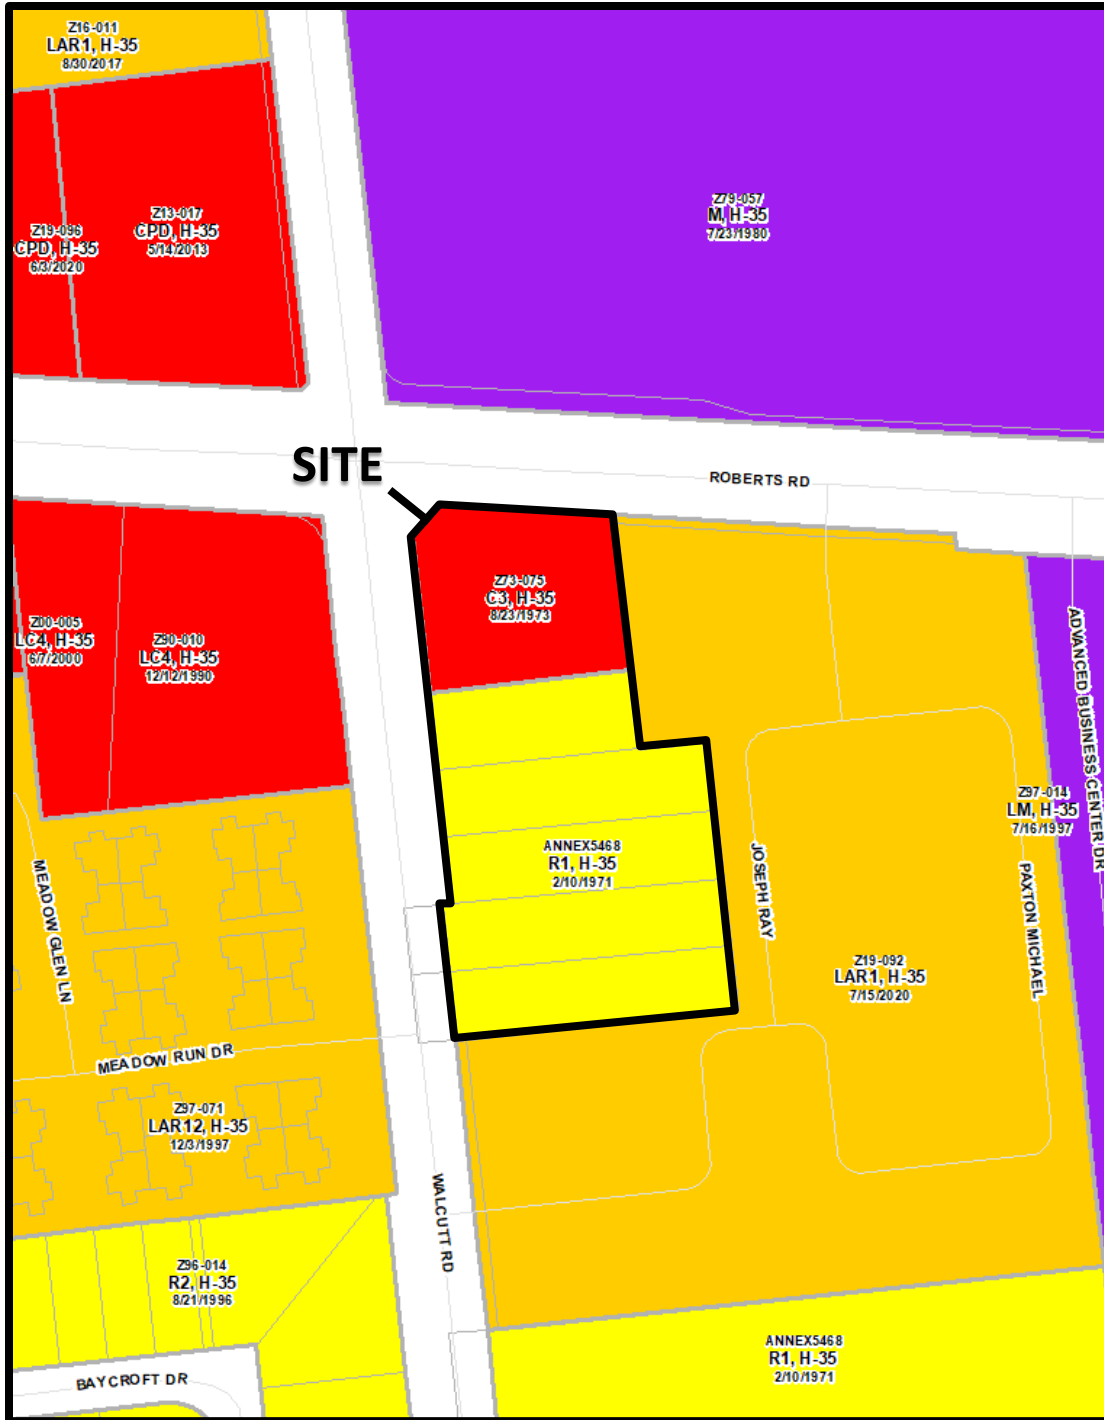 Z16-011
LAR1, H-35
8/30/2017
Z13-017
CPD, H-35
5/14/2013
Z19-096
CPD, H-35
6/3/2020
Z79-057
M, H-35
7/23/1980
SITE
ROBERTS RD
Z73-075
C3, H-35
8/23/1973
Z00-005
LC4, H-35
6/7/2000
Z90-010
LC4, H-35
12/12/1990
ADVANCED BUSINESS CENTER DR
Z97-014
LM, H-35
7/16/1997
ANNEX5468
R1, H-35
2/10/1971
JOSEPH RAY
PAXTON MICHAEL
MEADOW GLEN LN
Z19-092
LAR1, H-35
7/15/2020
MEADOW RUN DR
Z97-071
LAR12, H-35
12/3/1997
WALCUTT RD
Z96-014
R2, H-35
8/21/1996
BAYCROFT DR
ANNEX5468
R1, H-35
2/10/1971